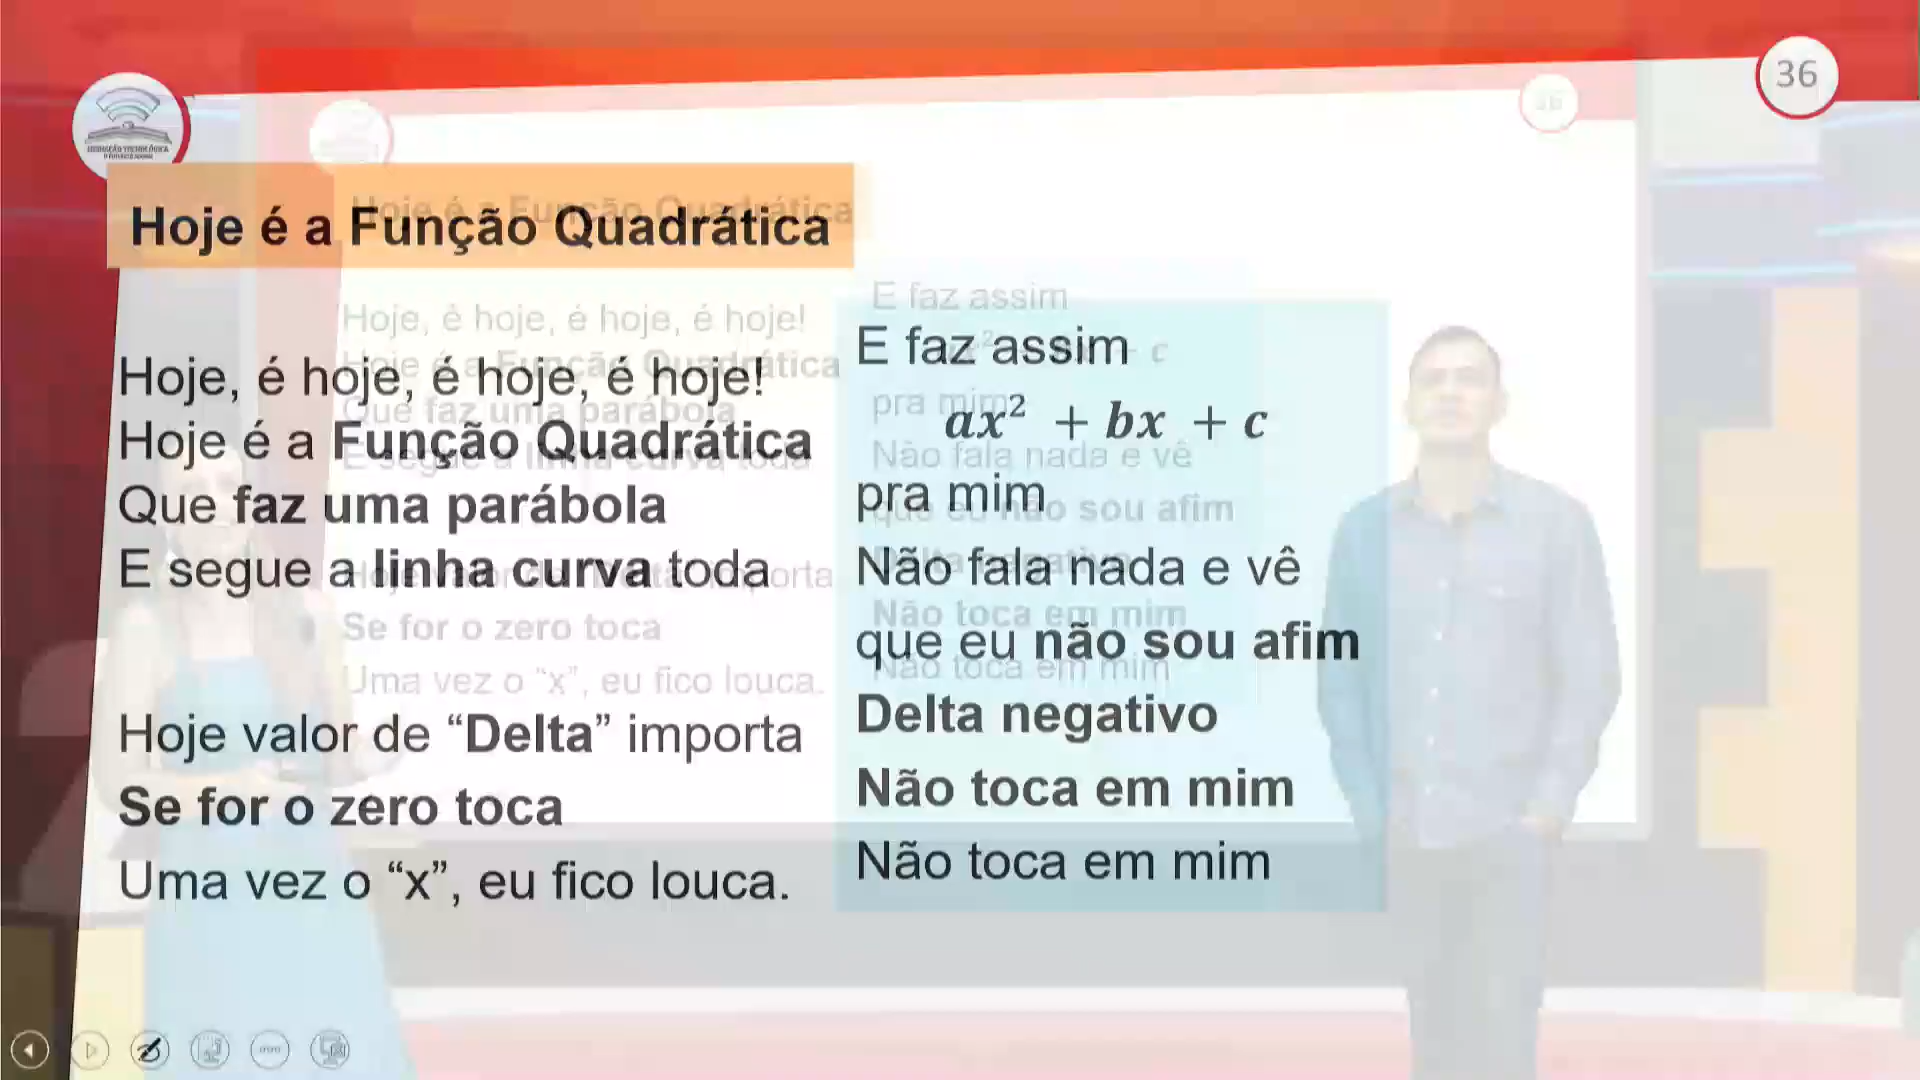 36
Hoje é a Função Quadrática
Hoje, é hoje, é hoje, é hoje!
Hoje é a Função Quadrática
Que faz uma parábola
E segue a linha curva toda
Hoje valor de “Delta” importa
Se for o zero toca
Uma vez o “x”, eu fico louca.
E faz assim
ax² + bx + c
pra mim
Não fala nada e vê
que eu não sou afim
Delta negativo
Não toca em mim
Não toca em mim